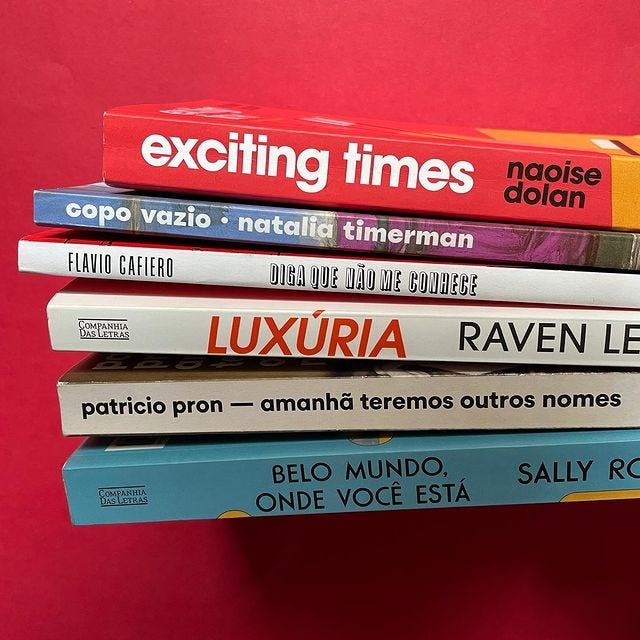 exciting times naoise
dolan
copo vazio · natalia timerman
FLAVIO CAFIERO DIGA QUE NÃO ME CONHECE
COMPANHIA
DAS LETRAS
LUXÚRIA RAVEN LE
patricio pron — amanhã teremos outros nomes
COMPANHIA
DAS LETRAS
BELO MUNDO,
ONDE VOCÊ ESTÁ
SALLY RO